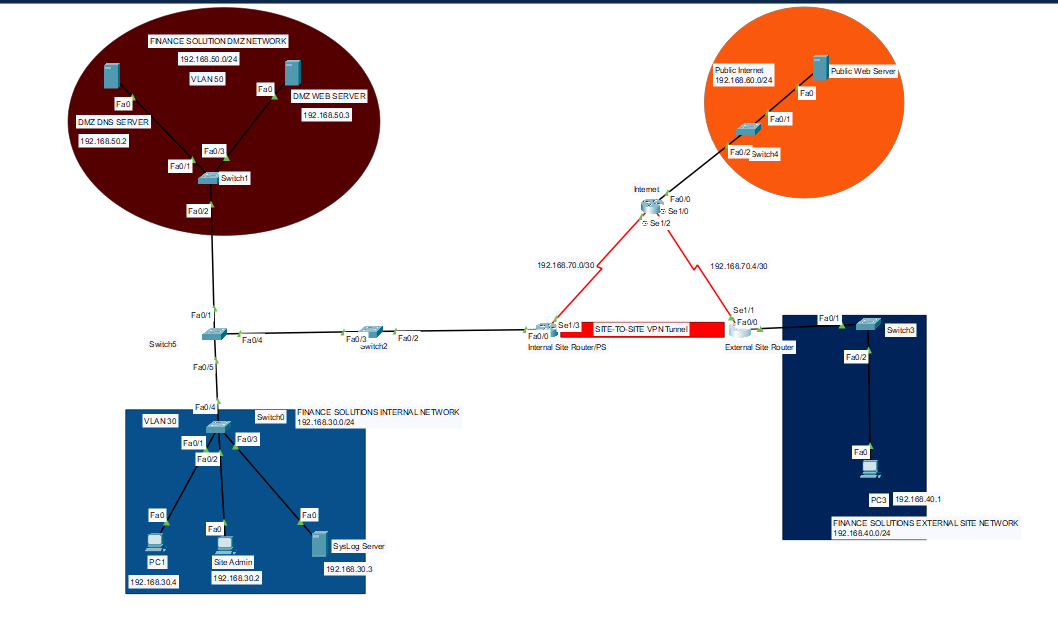 FINANCE SOLUTION DMZ NETWORK
192.168.50.0/24
VLAN 50
Fa0
Fa0
DMZ WEB SERVER
192.168.50.3
DMZ DNS SERVER
192.168.50.2
Fa0/3
Fa0/1
Switch1
Fa0/2
Public Internet
192.168.60.0/24
Public Web Server
Fa0
Fa0/1
Fa0/2
Switch4
Internet
Fa0/0
Se1/0
Se1/2
192.168.70.0/30
192.168.70.4/30
Fa0/1
Switch5
Fa0/4
Fa0/5
Fa0/3
Switch2
Fa0/2
Se1/3
Fa0/0
Internal Site Router/PS
SITE-TO-SITE VPN Tunnel
Se1/1
Fa0/0
External Site Router
Fa0/1
Switch3
Fa0/2
Fa0
PC3
192.168.40.1
FINANCE SOLUTIONS EXTERNAL SITE NETWORK
192.168.40.0/24
Fa0/4
VLAN 30
Switch0
FINANCE SOLUTIONS INTERNAL NETWORK
192.168.30.0/24
Fa0/1
Fa0/3
Fa0/2
Fa0
Fa0
Fa0
PC1
192.168.30.4
Site Admin
192.168.30.2
SysLog Server
192.168.30.3